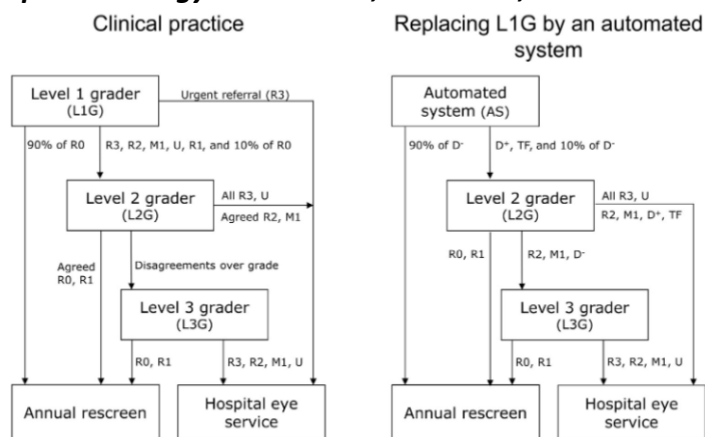 Clinical practice
Replacing L1G by an automated
system
Level 1 grader
(L1G)
Urgent referral (R3)
90% of R0
R3, R2, M1, U, R1, and 10% of R0
Level 2 grader
(L2G)
All R3, U
Agreed R2, M1
Agreed
R0, R1
Disagreements over grade
Level 3 grader
(L3G)
R0, R1
R3, R2, M1, U
Annual rescreen
Hospital eye
service
Automated
system (AS)
90% of D⁻
D⁺, TF, and 10% of D⁻
Level 2 grader
(L2G)
All R3, U
R2, M1, D⁺, TF
R0, R1
R2, M1, D⁻
Level 3 grader
(L3G)
R0, R1
R3, R2, M1, U
Annual rescreen
Hospital eye
service